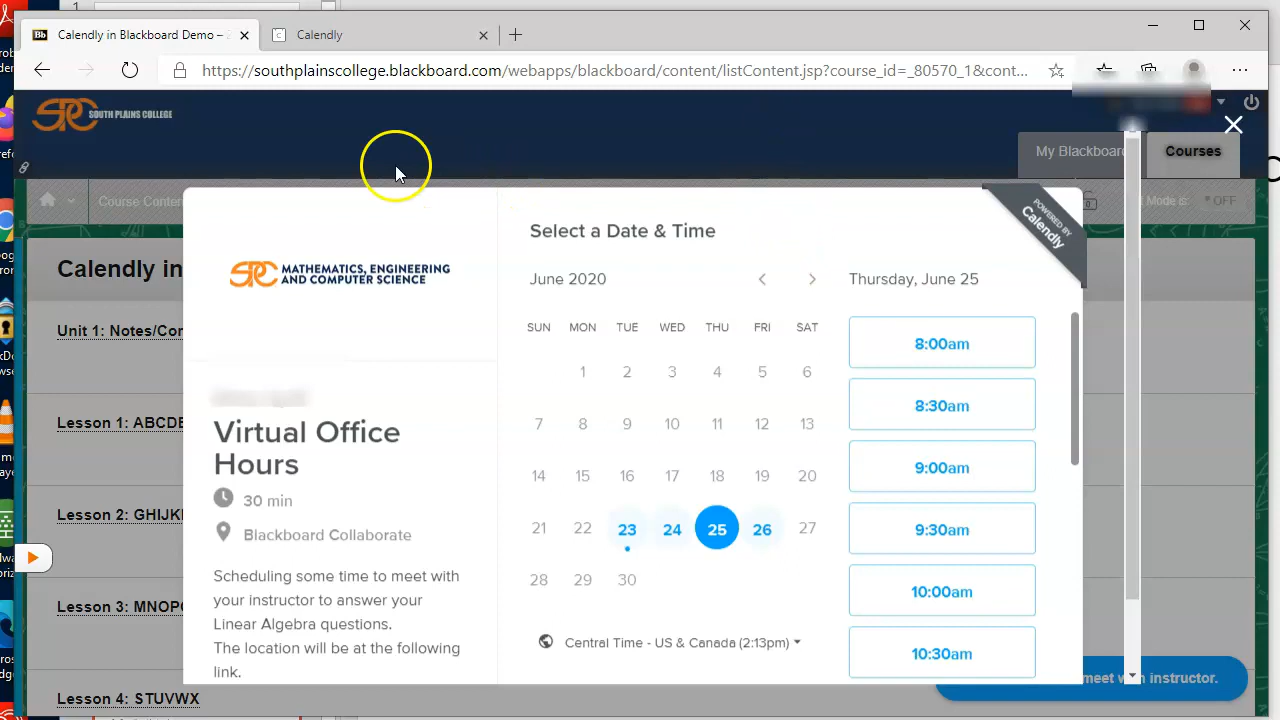 Calendly in Blackboard Demo –
Calendly
https://southplainscollege.blackboard.com/webapps/blackboard/content/listContent.jsp?course_id=_80570_1&cont...
SPC SOUTH PLAINS COLLEGE
My Blackboard
Courses
Course Conten
Mode is:
OFF
Calendly in
Unit 1: Notes/Cor
Lesson 1: ABCDE
Lesson 2: GHIJKL
Lesson 3: MNOPQ
Lesson 4: STUVWX
SPC MATHEMATICS, ENGINEERING
AND COMPUTER SCIENCE
Virtual Office
Hours
30 min
Blackboard Collaborate
Scheduling some time to meet with
your instructor to answer your
Linear Algebra questions.
The location will be at the following
link.
Select a Date & Time
June 2020
SUN MON TUE WED THU FRI SAT
1 2 3 4 5 6
7 8 9 10 11 12 13
14 15 16 17 18 19 20
21 22 23 24 25 26 27
28 29 30
Central Time - US & Canada (2:13pm)
Thursday, June 25
8:00am
8:30am
9:00am
9:30am
10:00am
10:30am
POWERED BY
Calendly
meet with instructor.